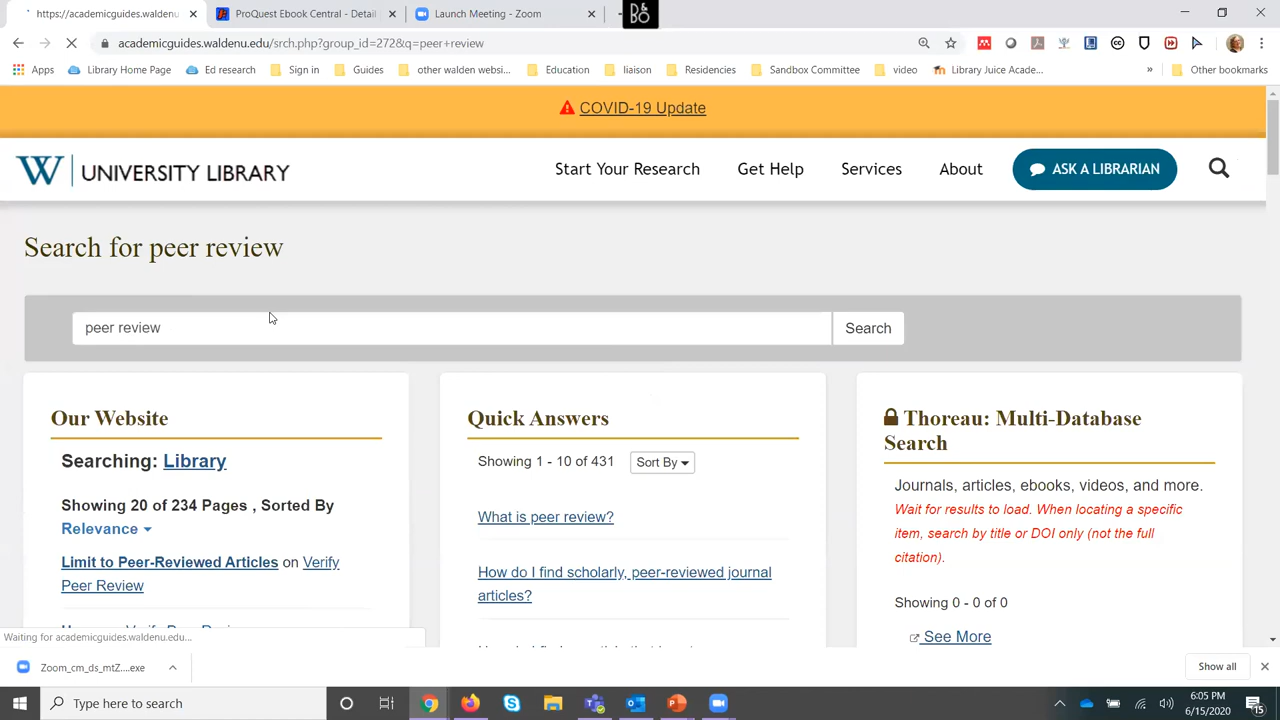 https://academicguides.waldenu.
ProQuest Ebook Central - Detail
Launch Meeting - Zoom
B&BO
academicguides.waldenu.edu/srch.php?group_id=272&q=peer+review
Apps
Library Home Page
Ed research
Sign in
Guides
other walden websi...
Education
liaison
Residencies
Sandbox Committee
video
Library Juice Acade...
»
Other bookmarks
COVID-19 Update
W UNIVERSITY LIBRARY
Start Your Research
Get Help
Services
About
ASK A LIBRARIAN
Search for peer review
peer review
Search
Our Website
Searching: Library
Showing 20 of 234 Pages , Sorted By
Relevance
Limit to Peer-Reviewed Articles on Verify
Peer Review
Quick Answers
Showing 1 - 10 of 431
Sort By
What is peer review?
How do I find scholarly, peer-reviewed journal
articles?
Thoreau: Multi-Database
Search
Journals, articles, ebooks, videos, and more.
Wait for results to load. When locating a specific
item, search by title or DOI only (not the full
citation).
Showing 0 - 0 of 0
See More
Waiting for academicguides.waldenu.edu...
Zoom_cm_ds_mtZ....exe
Show all
Type here to search
6:05 PM
6/15/2020
15